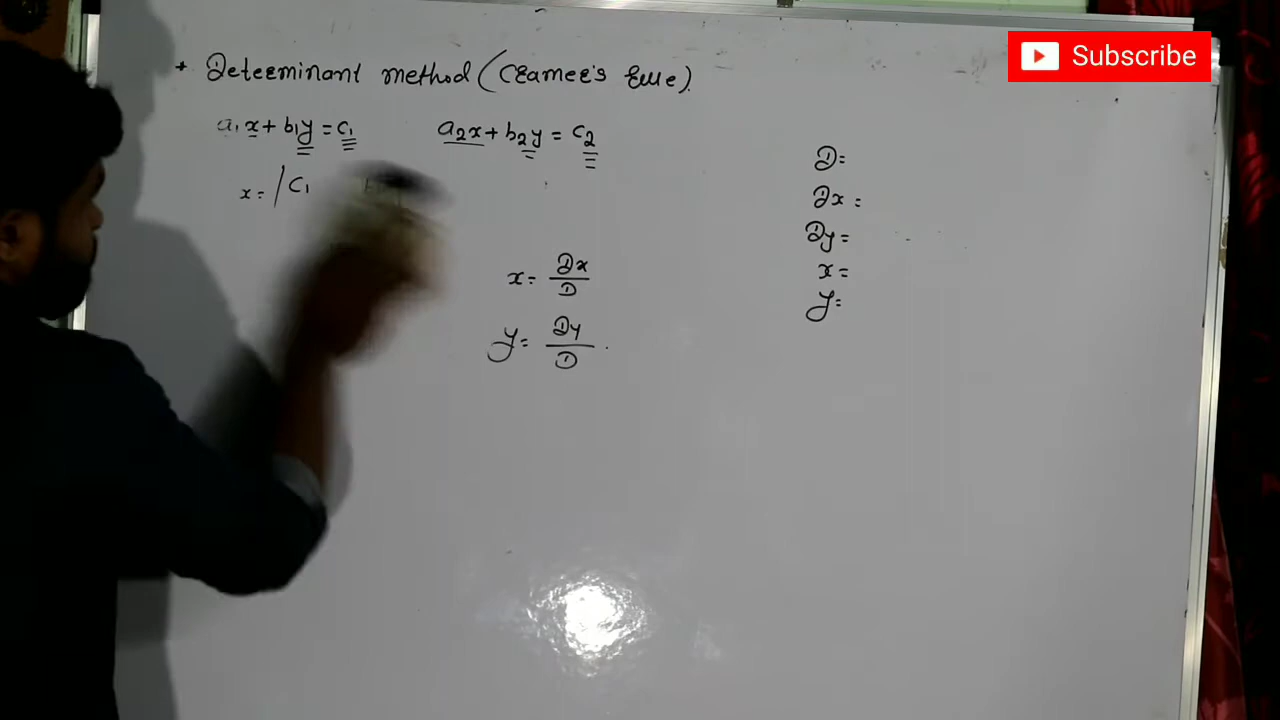 * Determinant method (Cramer's Rule)
a₁x + b₁y = c₁ a₂x + b₂y = c₂
x = | C₁
x = Dx / D
y = Dy / D
D =
Dx =
Dy =
x =
y =
Subscribe